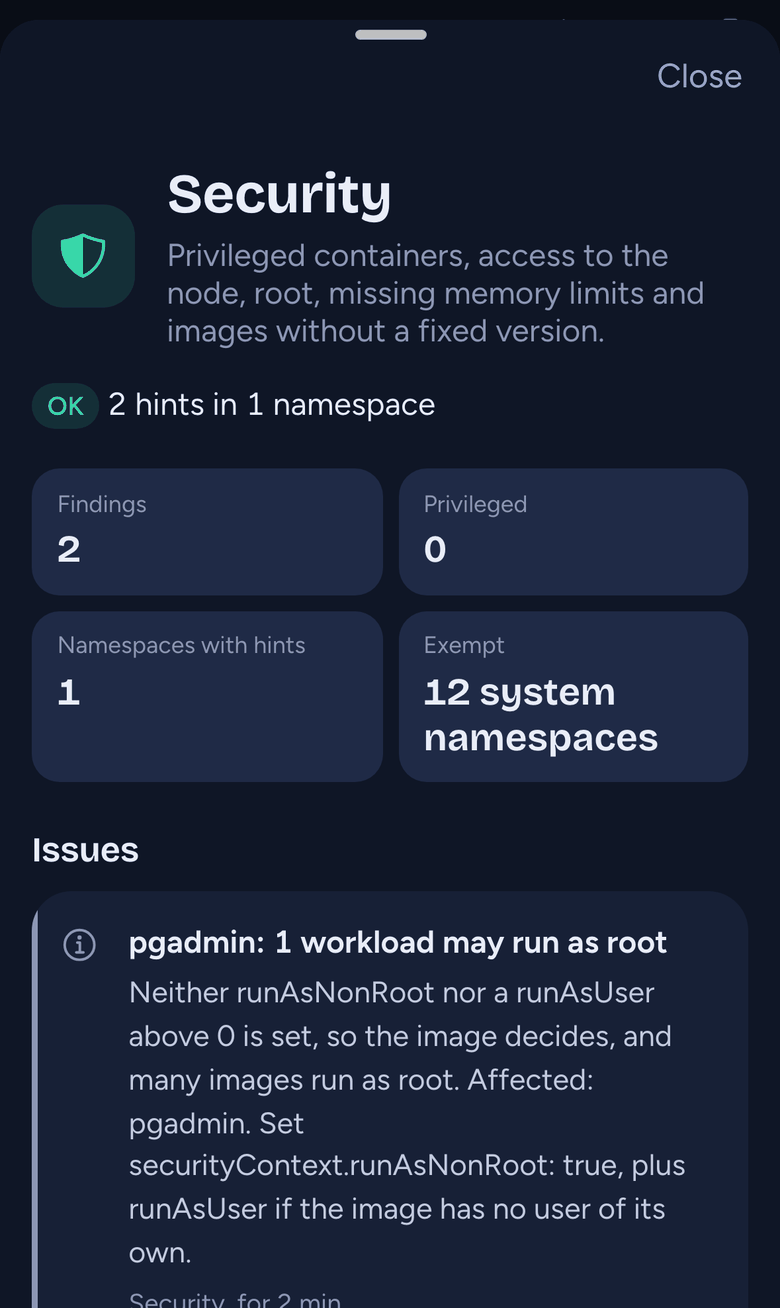 Close
Security
Privileged containers, access to the
node, root, missing memory limits and
images without a fixed version.
OK 2 hints in 1 namespace
Findings
2
Privileged
0
Namespaces with hints
1
Exempt
12 system
namespaces
Issues
pgadmin: 1 workload may run as root
Neither runAsNonRoot nor a runAsUser
above 0 is set, so the image decides, and
many images run as root. Affected:
pgadmin. Set
securityContext.runAsNonRoot: true, plus
runAsUser if the image has no user of its
own.
Security, for 2 min